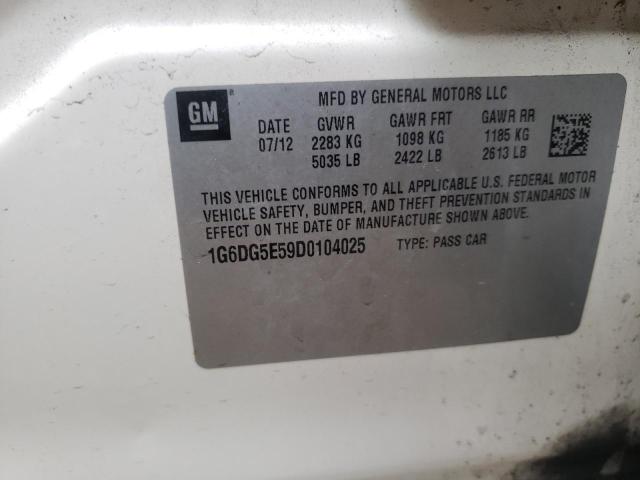 GM
MFD BY GENERAL MOTORS LLC
DATE GVWR GAWR FRT GAWR RR
07/12 2283 KG 1098 KG 1185 KG
5035 LB 2422 LB 2613 LB
THIS VEHICLE CONFORMS TO ALL APPLICABLE U.S. FEDERAL MOTOR
VEHICLE SAFETY, BUMPER, AND THEFT PREVENTION STANDARDS IN
EFFECT ON THE DATE OF MANUFACTURE SHOWN ABOVE.
1G6DG5E59D0104025 TYPE: PASS CAR